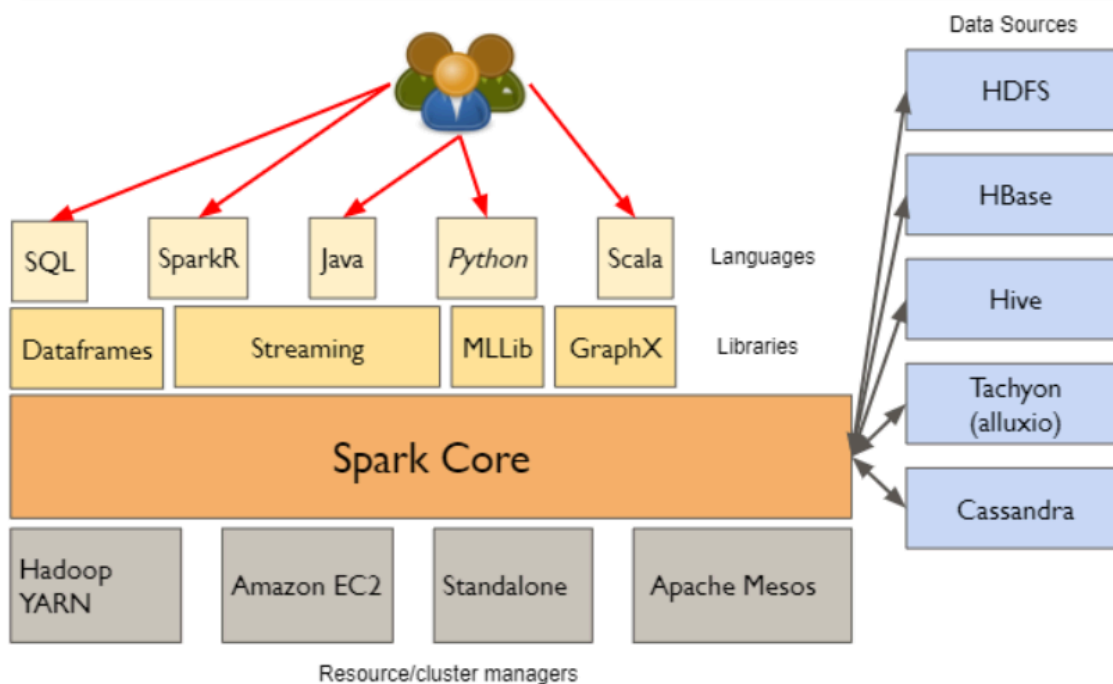 Data Sources
HDFS
HBase
Hive
Tachyon
(alluxio)
Cassandra
SQL
SparkR
Java
Python
Scala
Languages
Dataframes
Streaming
MLLib
GraphX
Libraries
Spark Core
Hadoop
YARN
Amazon EC2
Standalone
Apache Mesos
Resource/cluster managers